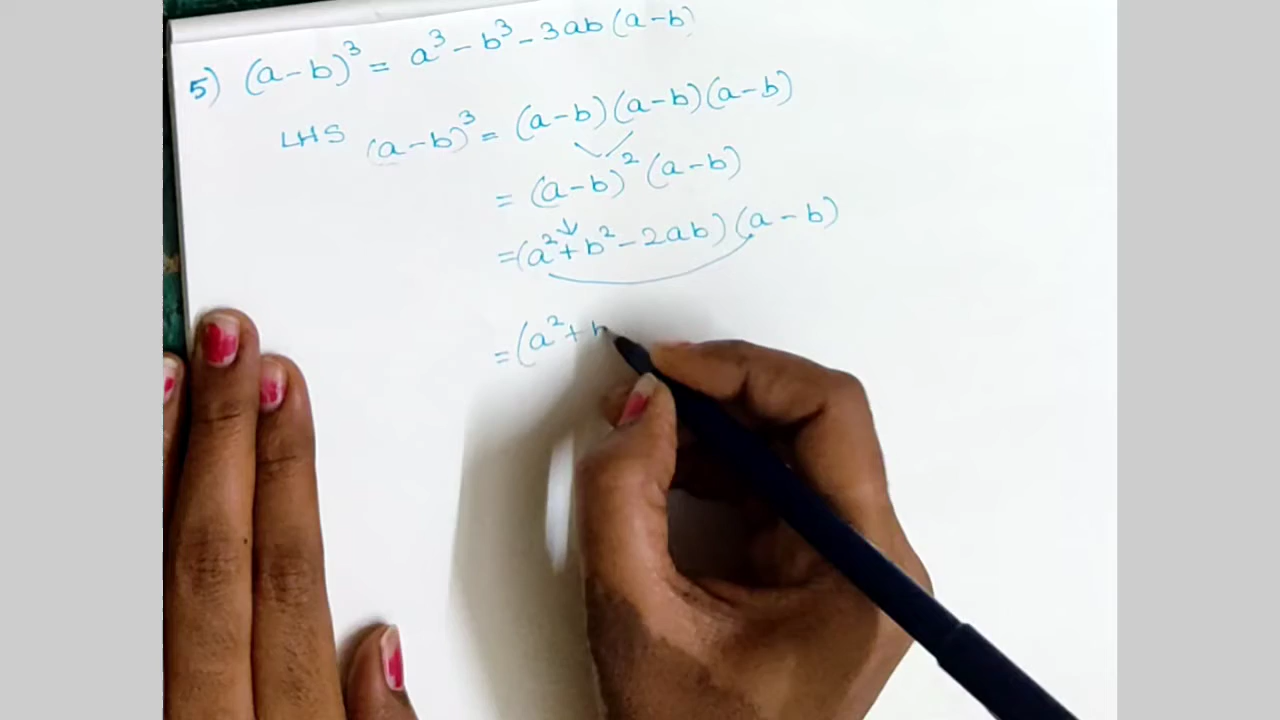 5) (a-b)³ = a³ - b³ - 3ab (a-b)
LHS (a-b)³ = (a-b)(a-b)(a-b)
= (a-b)² (a-b)
= (a² + b² - 2ab) (a - b)
= (a² +